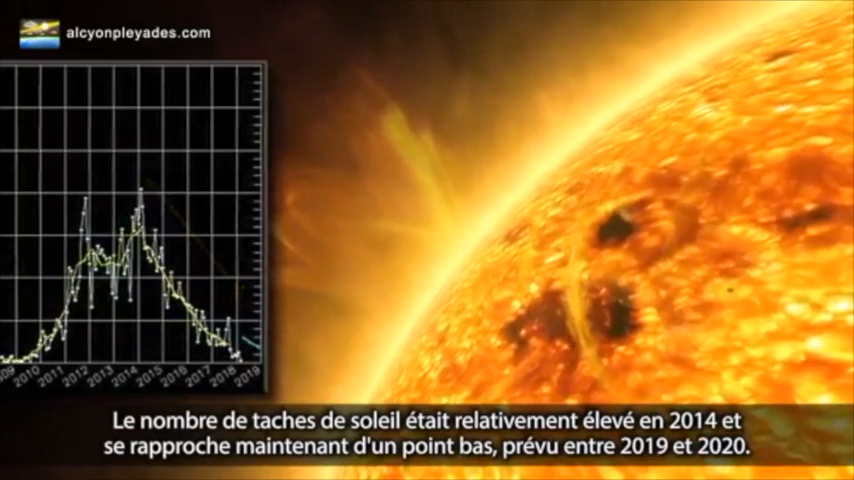 alcyonpleyades.com
09 2010 2011 2012 2013 2014 2015 2016 2017 2018 2019
Le nombre de taches de soleil était relativement élevé en 2014 et
se rapproche maintenant d'un point bas, prévu entre 2019 et 2020.